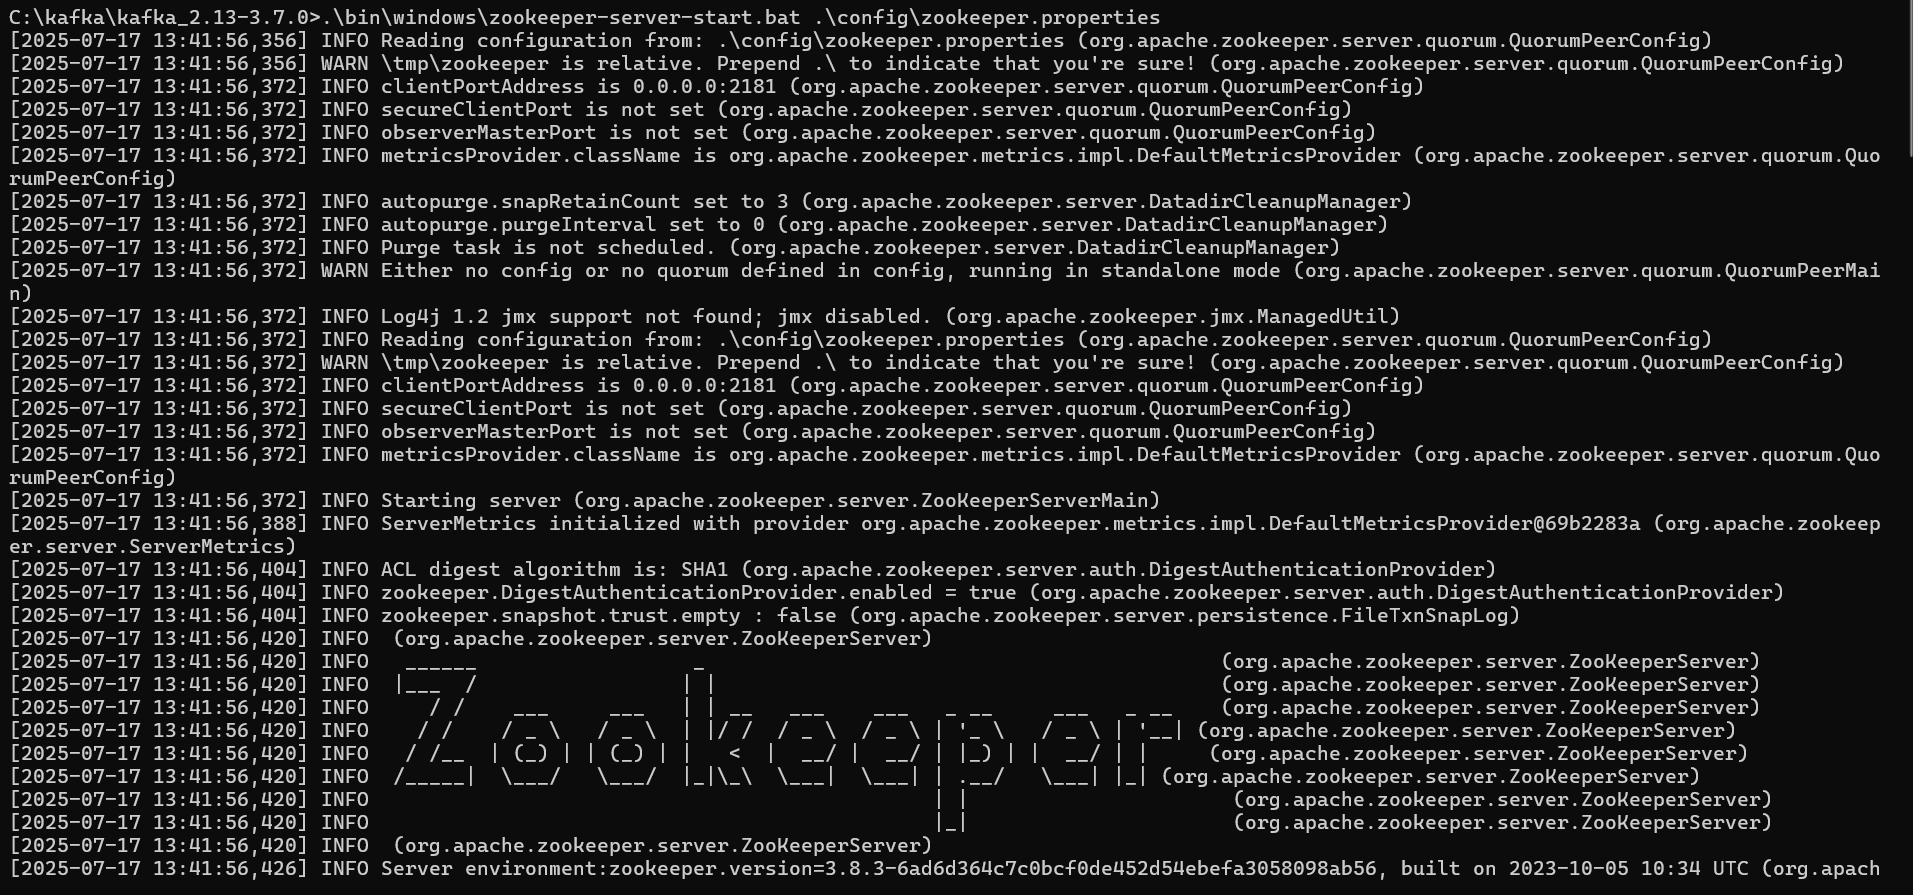 C:\kafka\kafka_2.13-3.7.0>.\bin\windows\zookeeper-server-start.bat .\config\zookeeper.properties
[2025-07-17 13:41:56,356] INFO Reading configuration from: .\config\zookeeper.properties (org.apache.zookeeper.server.quorum.QuorumPeerConfig)
[2025-07-17 13:41:56,356] WARN \tmp\zookeeper is relative. Prepend .\ to indicate that you're sure! (org.apache.zookeeper.server.quorum.QuorumPeerConfig)
[2025-07-17 13:41:56,372] INFO clientPortAddress is 0.0.0.0:2181 (org.apache.zookeeper.server.quorum.QuorumPeerConfig)
[2025-07-17 13:41:56,372] INFO secureClientPort is not set (org.apache.zookeeper.server.quorum.QuorumPeerConfig)
[2025-07-17 13:41:56,372] INFO observerMasterPort is not set (org.apache.zookeeper.server.quorum.QuorumPeerConfig)
[2025-07-17 13:41:56,372] INFO metricsProvider.className is org.apache.zookeeper.metrics.impl.DefaultMetricsProvider (org.apache.zookeeper.server.quorum.Quo
rumPeerConfig)
[2025-07-17 13:41:56,372] INFO autopurge.snapRetainCount set to 3 (org.apache.zookeeper.server.DatadirCleanupManager)
[2025-07-17 13:41:56,372] INFO autopurge.purgeInterval set to 0 (org.apache.zookeeper.server.DatadirCleanupManager)
[2025-07-17 13:41:56,372] INFO Purge task is not scheduled. (org.apache.zookeeper.server.DatadirCleanupManager)
[2025-07-17 13:41:56,372] WARN Either no config or no quorum defined in config, running in standalone mode (org.apache.zookeeper.server.quorum.QuorumPeerMai
n)
[2025-07-17 13:41:56,372] INFO Log4j 1.2 jmx support not found; jmx disabled. (org.apache.zookeeper.jmx.ManagedUtil)
[2025-07-17 13:41:56,372] INFO Reading configuration from: .\config\zookeeper.properties (org.apache.zookeeper.server.quorum.QuorumPeerConfig)
[2025-07-17 13:41:56,372] WARN \tmp\zookeeper is relative. Prepend .\ to indicate that you're sure! (org.apache.zookeeper.server.quorum.QuorumPeerConfig)
[2025-07-17 13:41:56,372] INFO clientPortAddress is 0.0.0.0:2181 (org.apache.zookeeper.server.quorum.QuorumPeerConfig)
[2025-07-17 13:41:56,372] INFO secureClientPort is not set (org.apache.zookeeper.server.quorum.QuorumPeerConfig)
[2025-07-17 13:41:56,372] INFO observerMasterPort is not set (org.apache.zookeeper.server.quorum.QuorumPeerConfig)
[2025-07-17 13:41:56,372] INFO metricsProvider.className is org.apache.zookeeper.metrics.impl.DefaultMetricsProvider (org.apache.zookeeper.server.quorum.Quo
rumPeerConfig)
[2025-07-17 13:41:56,372] INFO Starting server (org.apache.zookeeper.server.ZooKeeperServerMain)
[2025-07-17 13:41:56,388] INFO ServerMetrics initialized with provider org.apache.zookeeper.metrics.impl.DefaultMetricsProvider@69b2283a (org.apache.zookeep
er.server.ServerMetrics)
[2025-07-17 13:41:56,404] INFO ACL digest algorithm is: SHA1 (org.apache.zookeeper.server.auth.DigestAuthenticationProvider)
[2025-07-17 13:41:56,404] INFO zookeeper.DigestAuthenticationProvider.enabled = true (org.apache.zookeeper.server.auth.DigestAuthenticationProvider)
[2025-07-17 13:41:56,404] INFO zookeeper.snapshot.trust.empty : false (org.apache.zookeeper.server.persistence.FileTxnSnapLog)
[2025-07-17 13:41:56,420] INFO  (org.apache.zookeeper.server.ZooKeeperServer)
[2025-07-17 13:41:56,420] INFO   ______                  _                                           (org.apache.zookeeper.server.ZooKeeperServer)
[2025-07-17 13:41:56,420] INFO  |___  /                 | |                                          (org.apache.zookeeper.server.ZooKeeperServer)
[2025-07-17 13:41:56,420] INFO     / /    ___     ___   | | __   ___    ___   _ __     ___   _ __    (org.apache.zookeeper.server.ZooKeeperServer)
[2025-07-17 13:41:56,420] INFO    / /    / _ \   / _ \  | |/ /  / _ \  / _ \ | '_ \   / _ \ | '__| (org.apache.zookeeper.server.ZooKeeperServer)
[2025-07-17 13:41:56,420] INFO   / /__  | (_) | | (_) | |   <  |  __/ |  __/ | |_) | |  __/ | |     (org.apache.zookeeper.server.ZooKeeperServer)
[2025-07-17 13:41:56,420] INFO  /_____|  \___/   \___/  |_|\_\  \___|  \___| | .__/   \___| |_| (org.apache.zookeeper.server.ZooKeeperServer)
[2025-07-17 13:41:56,420] INFO                                               | |                      (org.apache.zookeeper.server.ZooKeeperServer)
[2025-07-17 13:41:56,420] INFO                                               |_|                      (org.apache.zookeeper.server.ZooKeeperServer)
[2025-07-17 13:41:56,420] INFO  (org.apache.zookeeper.server.ZooKeeperServer)
[2025-07-17 13:41:56,426] INFO Server environment:zookeeper.version=3.8.3-6ad6d364c7c0bcf0de452d54ebefa3058098ab56, built on 2023-10-05 10:34 UTC (org.apach